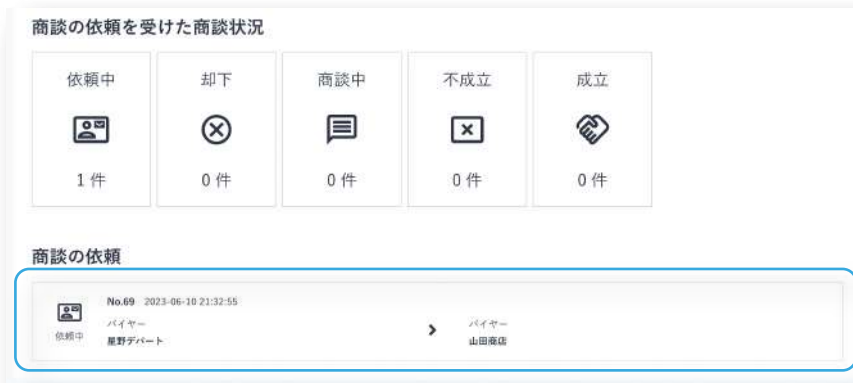 商談の依頼を受けた商談状況
依頼中 却下 商談中 不成立 成立
1 件 0 件 0 件 0 件 0 件
商談の依頼
No.69 2023-06-10 21:32:55
バイヤー バイヤー
依頼中 星野デパート 山田商店